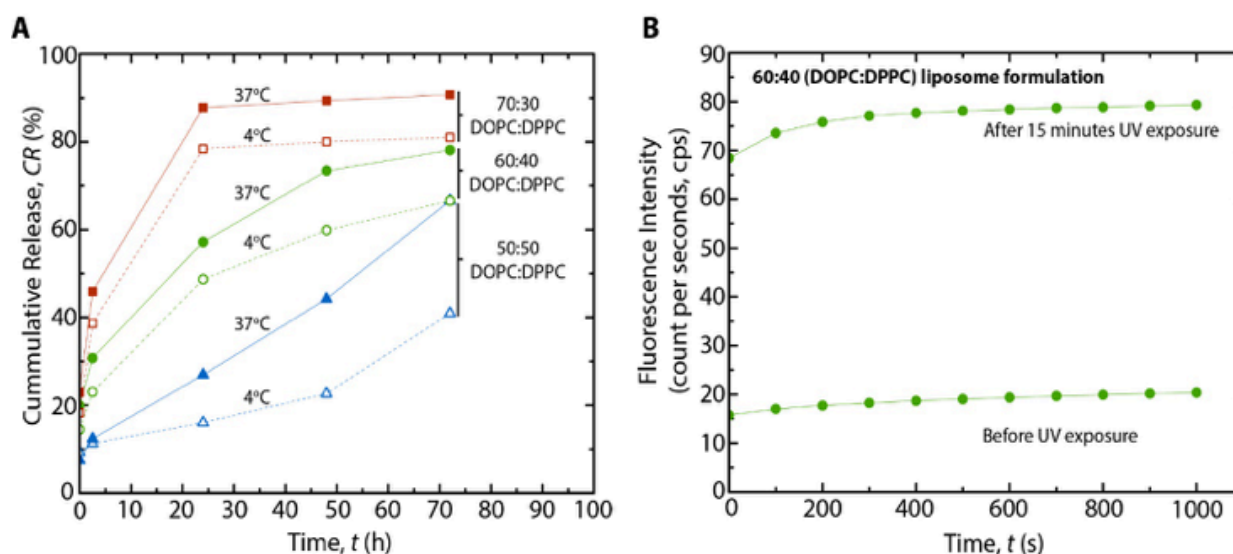 A
Cummulative Release, CR (%)
100
80
60
40
20
0
37°C
4°C
37°C
4°C
37°C
4°C
70:30
DOPC:DPPC
60:40
DOPC:DPPC
50:50
DOPC:DPPC
0 10 20 30 40 50 60 70 80 90 100
Time, t (h)
B
Fluorescence Intensity
(count per seconds, cps)
90
80
70
60
50
40
30
20
10
0
60:40 (DOPC:DPPC) liposome formulation
After 15 minutes UV exposure
Before UV exposure
0 200 400 600 800 1000
Time, t (s)